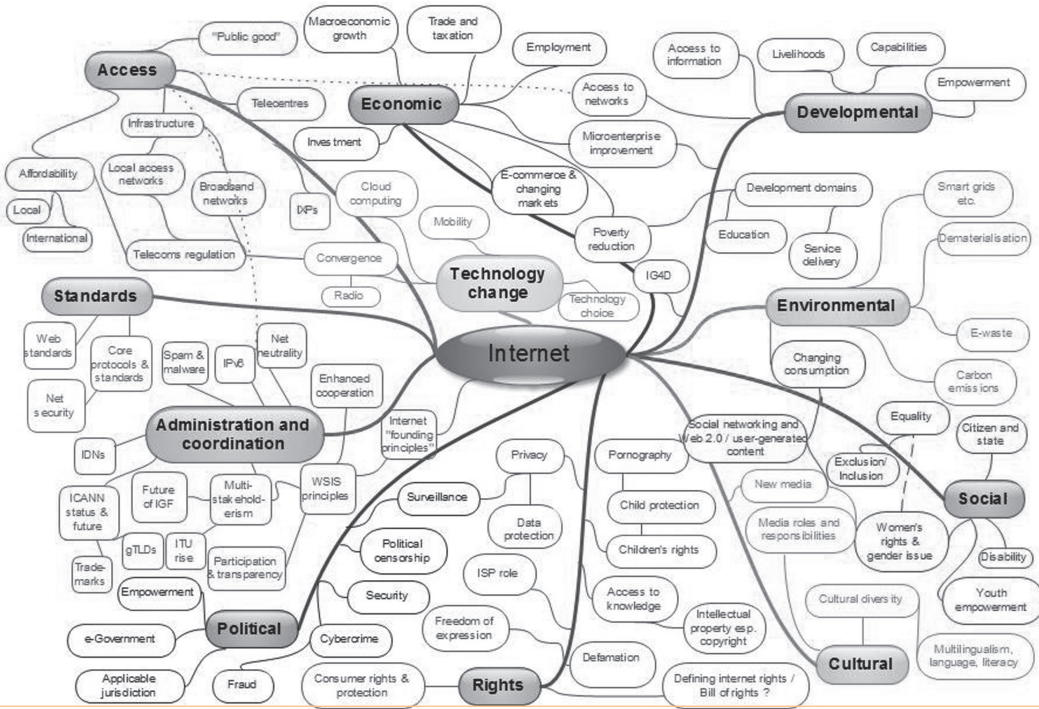 "Public good"
Macroeconomic
growth
Trade and
taxation
Employment
Access to
information
Livelihoods
Capabilities
Empowerment
Access
Economic
Developmental
Telecentres
Access to
networks
Infrastructure
Investment
Microenterprise
improvement
Affordability
Local access
networks
Broadsand
networks
IXPs
Cloud
computing
E-commerce &
changing
markets
Development domains
Smart grids
etc.
Local
International
Mobility
Poverty
reduction
Education
Service
delivery
Dematerialisation
Telecoms regulation
Convergence
Radio
Technology
change
Technology
choice
IG4D
Standards
Environmental
Web
standards
Core
protocols &
standards
Spam &
malware
IPv6
Net
neutrality
Internet
E-waste
Net
security
Enhanced
cooperation
Changing
consumption
Carbon
emissions
Administration and
coordination
Internet
"founding
principles"
Social networking and
Web 2.0 / user-generated
content
Equality
Citizen and
state
IDNs
Privacy
Pornography
Exclusion/
Inclusion
ICANN
status &
future
Future
of IGF
Multi-
stakehold-
erism
WSIS
principles
Surveillance
New media
Social
Child protection
Data
protection
Media roles and
responsibilities
Women's
rights &
gender issue
gTLDs
ITU
rise
Participation
& transparency
Political
censorship
Children's rights
Disability
Trade-
marks
Empowerment
Security
ISP role
Access to
knowledge
Cultural diversity
Youth
empowerment
Political
Cybercrime
Freedom of
expression
Intellectual
property esp.
copyright
e-Government
Defamation
Multilingualism,
language, literacy
Cultural
Applicable
jurisdiction
Fraud
Consumer rights &
protection
Rights
Defining internet rights /
Bill of rights ?